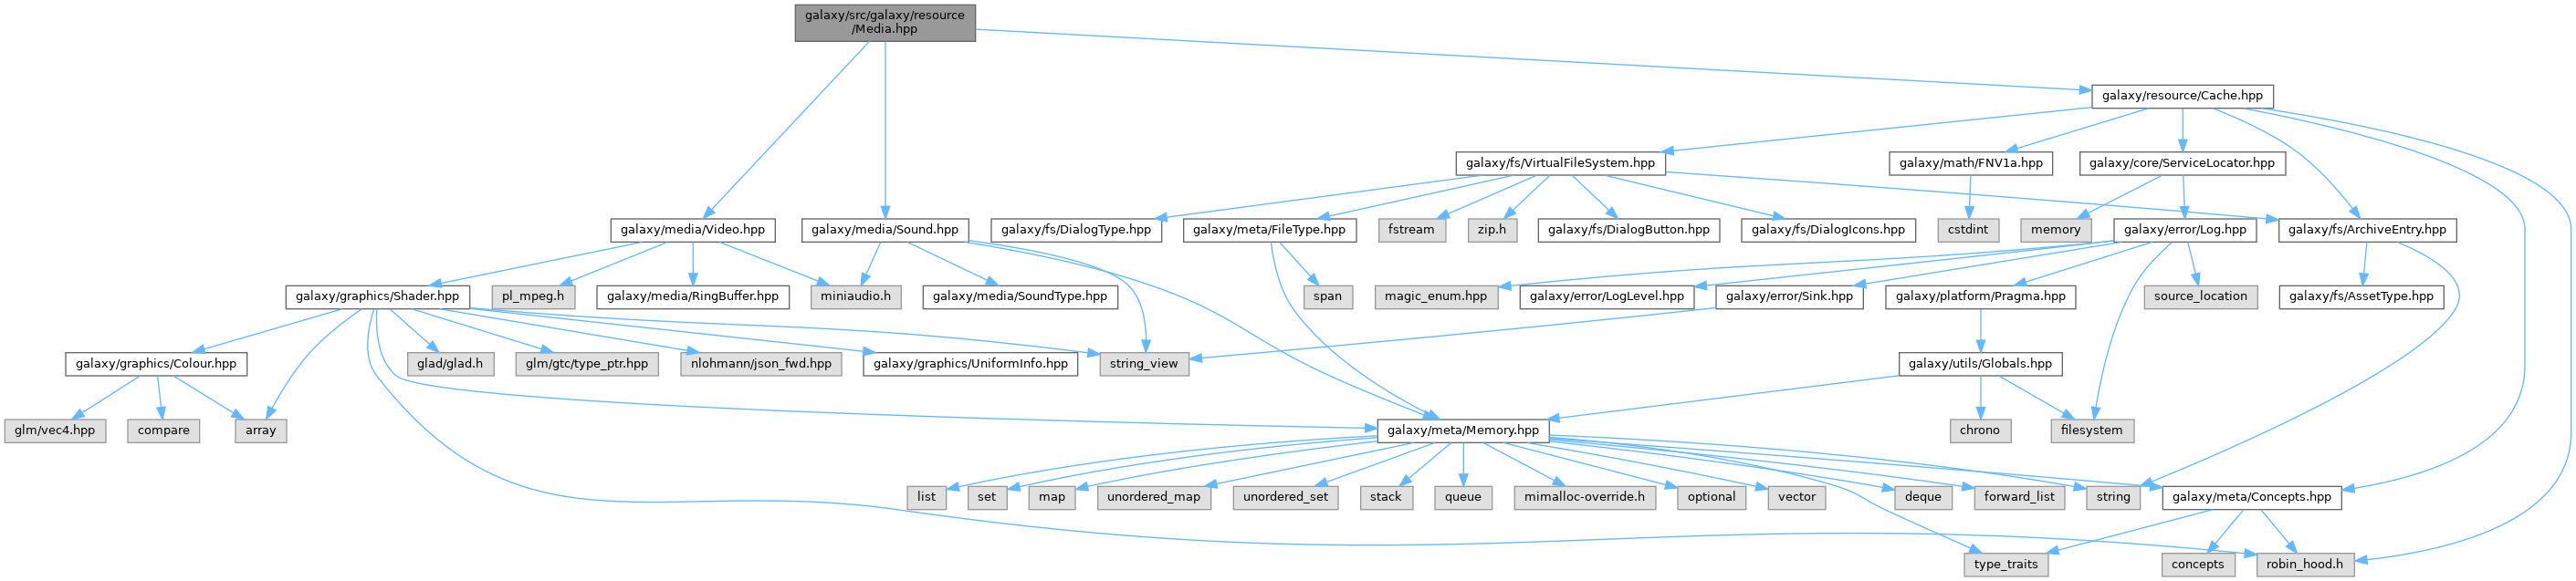 galaxy/src/galaxy/resource
/Media.hpp
galaxy/resource/Cache.hpp
galaxy/fs/VirtualFileSystem.hpp
galaxy/math/FNV1a.hpp
galaxy/core/ServiceLocator.hpp
galaxy/media/Video.hpp
galaxy/media/Sound.hpp
galaxy/fs/DialogType.hpp
galaxy/meta/FileType.hpp
fstream
zip.h
galaxy/fs/DialogButton.hpp
galaxy/fs/DialogIcons.hpp
cstdint
memory
galaxy/error/Log.hpp
galaxy/fs/ArchiveEntry.hpp
galaxy/graphics/Shader.hpp
pl_mpeg.h
galaxy/media/RingBuffer.hpp
miniaudio.h
galaxy/media/SoundType.hpp
span
magic_enum.hpp
galaxy/error/LogLevel.hpp
galaxy/error/Sink.hpp
galaxy/platform/Pragma.hpp
source_location
galaxy/fs/AssetType.hpp
galaxy/graphics/Colour.hpp
glad/glad.h
glm/gtc/type_ptr.hpp
nlohmann/json_fwd.hpp
galaxy/graphics/UniformInfo.hpp
string_view
galaxy/utils/Globals.hpp
glm/vec4.hpp
compare
array
galaxy/meta/Memory.hpp
chrono
filesystem
list
set
map
unordered_map
unordered_set
stack
queue
mimalloc-override.h
optional
vector
deque
forward_list
string
galaxy/meta/Concepts.hpp
type_traits
concepts
robin_hood.h